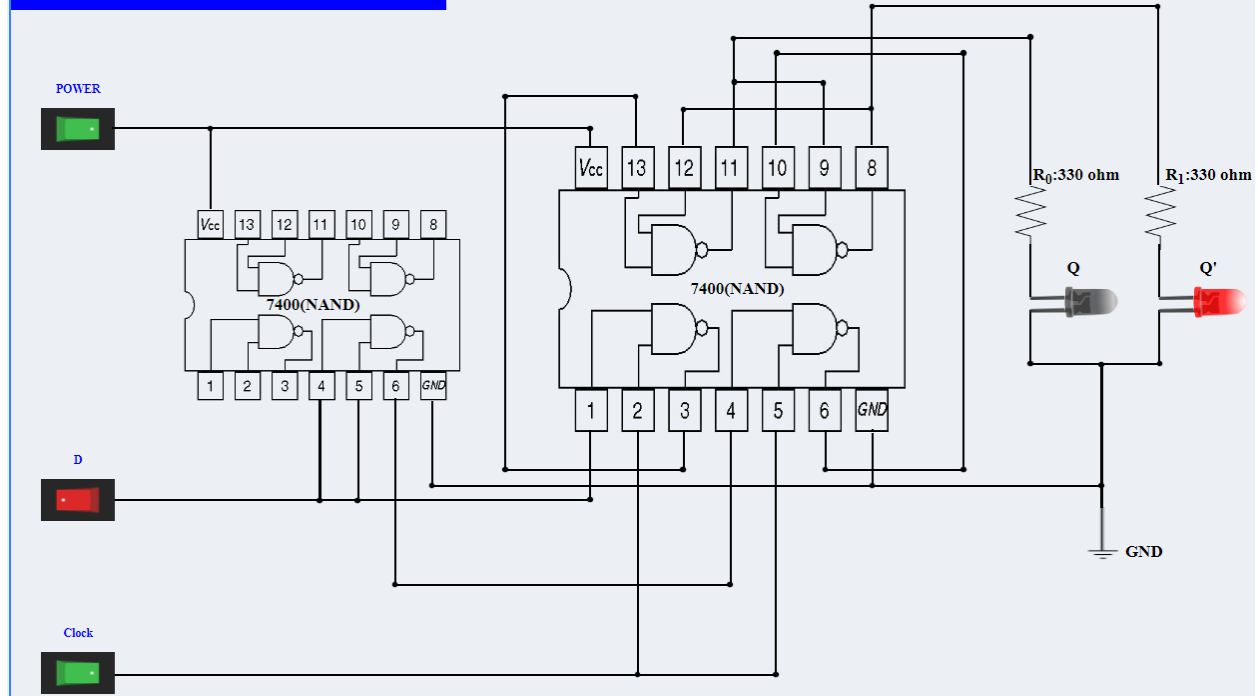 POWER
Vcc 13 12 11 10 9 8
R0:330 ohm R1:330 ohm
Vcc 13 12 11 10 9 8
Q Q'
7400(NAND)
7400(NAND)
1 2 3 4 5 6 GND
1 2 3 4 5 6 GND
D
GND
Clock